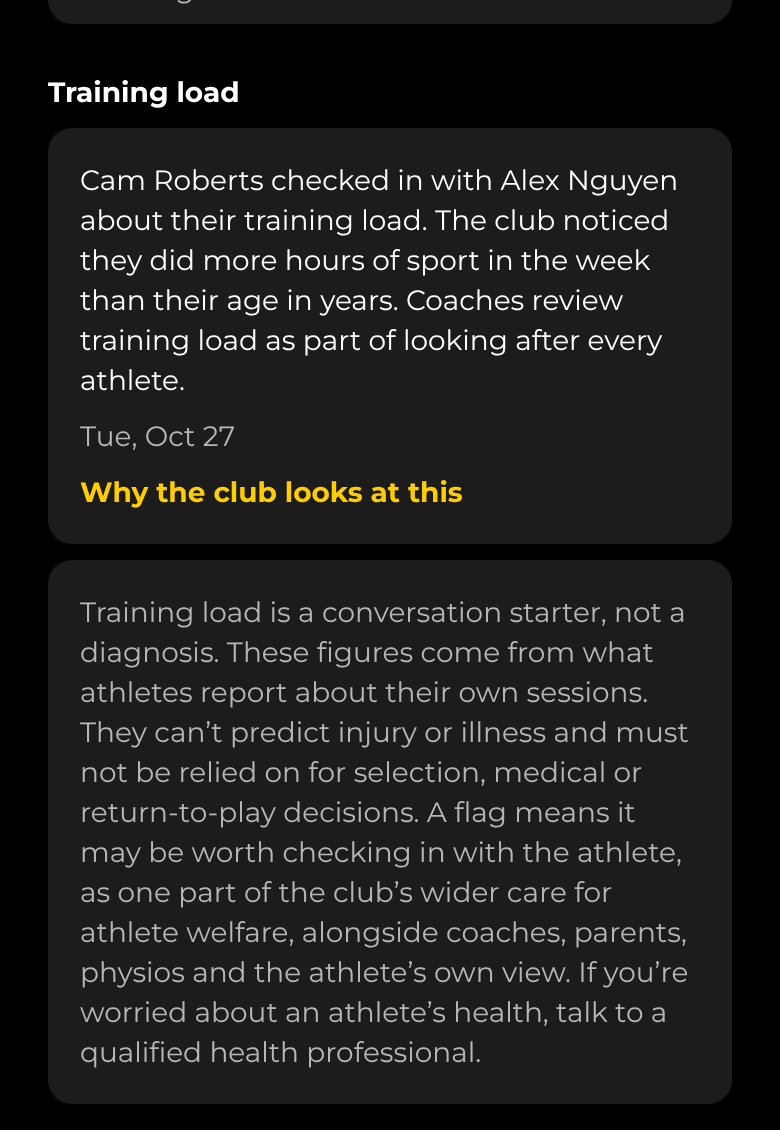 Training load
Cam Roberts checked in with Alex Nguyen
about their training load. The club noticed
they did more hours of sport in the week
than their age in years. Coaches review
training load as part of looking after every
athlete.
Tue, Oct 27
Why the club looks at this
Training load is a conversation starter, not a
diagnosis. These figures come from what
athletes report about their own sessions.
They can’t predict injury or illness and must
not be relied on for selection, medical or
return-to-play decisions. A flag means it
may be worth checking in with the athlete,
as one part of the club’s wider care for
athlete welfare, alongside coaches, parents,
physios and the athlete’s own view. If you’re
worried about an athlete’s health, talk to a
qualified health professional.